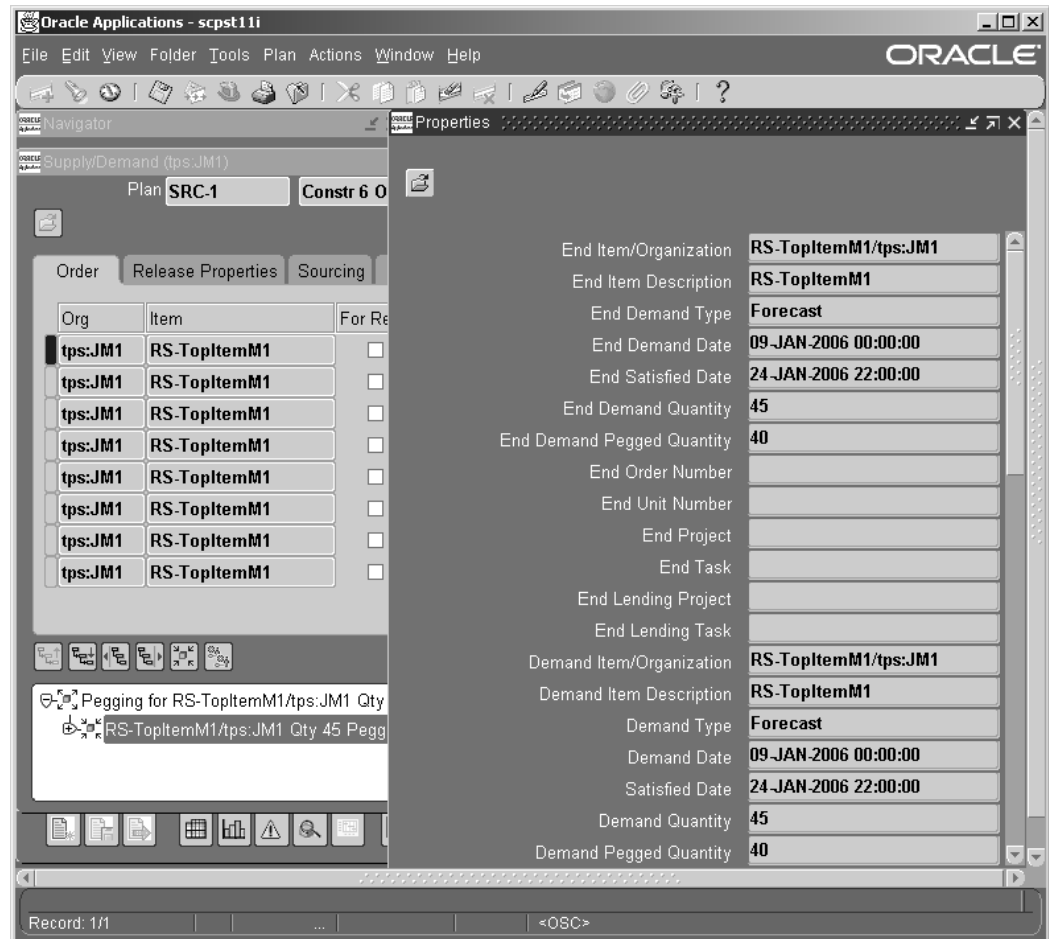 Oracle Applications - scpst11i
File Edit View Folder Tools Plan Actions Window Help
ORACLE
Navigator
Properties
Supply/Demand (tps:JM1)
Plan SRC-1 Constr 6 O
Order Release Properties Sourcing
Org Item For Re
tps:JM1 RS-TopItemM1
tps:JM1 RS-TopItemM1
tps:JM1 RS-TopItemM1
tps:JM1 RS-TopItemM1
tps:JM1 RS-TopItemM1
tps:JM1 RS-TopItemM1
tps:JM1 RS-TopItemM1
tps:JM1 RS-TopItemM1
Pegging for RS-TopItemM1/tps:JM1 Qty
RS-TopItemM1/tps:JM1 Qty 45 Pegg
End Item/Organization RS-TopItemM1/tps:JM1
End Item Description RS-TopItemM1
End Demand Type Forecast
End Demand Date 09-JAN-2006 00:00:00
End Satisfied Date 24-JAN-2006 22:00:00
End Demand Quantity 45
End Demand Pegged Quantity 40
End Order Number
End Unit Number
End Project
End Task
End Lending Project
End Lending Task
Demand Item/Organization RS-TopItemM1/tps:JM1
Demand Item Description RS-TopItemM1
Demand Type Forecast
Demand Date 09-JAN-2006 00:00:00
Satisfied Date 24-JAN-2006 22:00:00
Demand Quantity 45
Demand Pegged Quantity 40
Record: 1/1 ... <OSC>